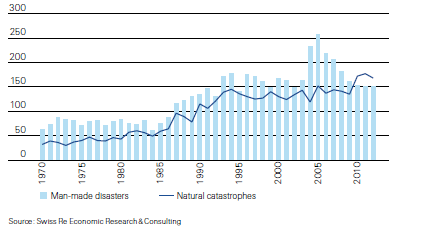 300
250
200
150
100
50
0
1970 1975 1980 1985 1990 1995 2000 2005 2010
Man-made disasters Natural catastrophes
Source: Swiss Re Economic Research & Consulting